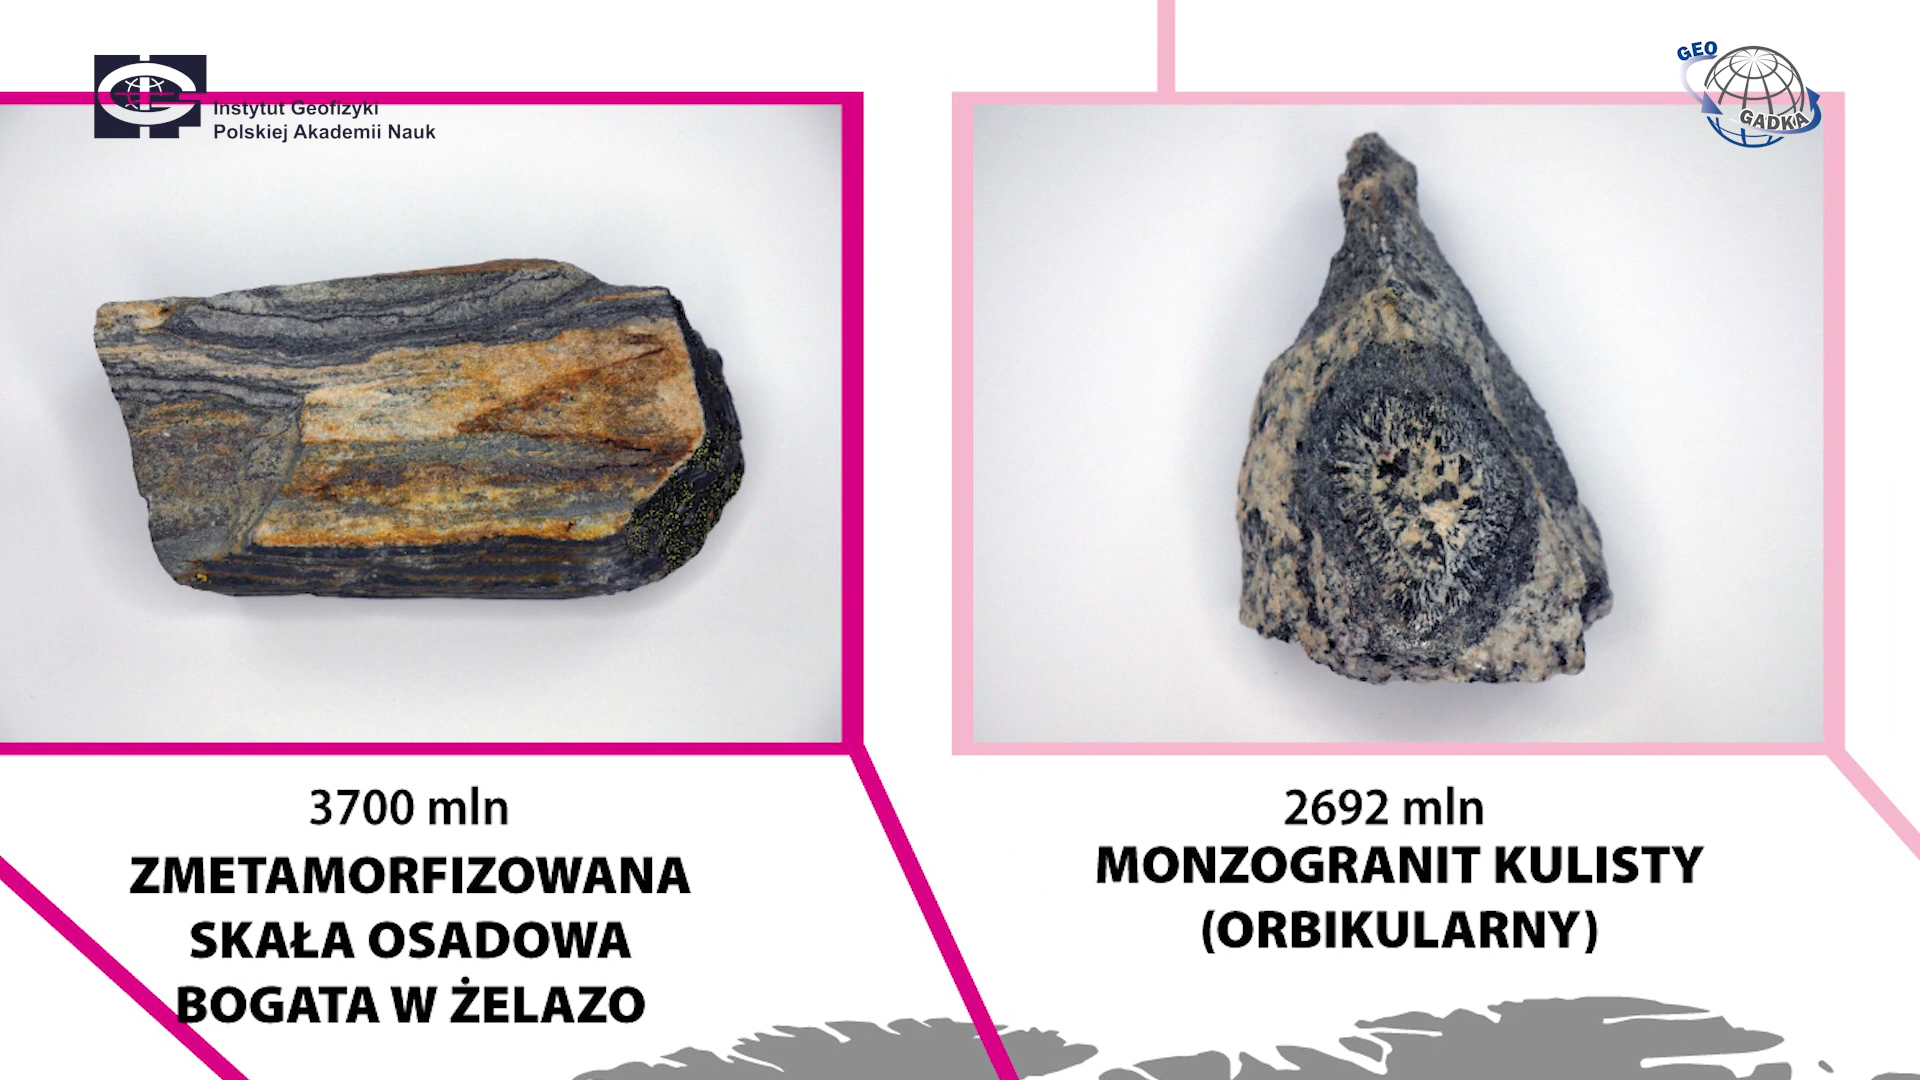 Instytut Geofizyki
Polskiej Akademii Nauk
GEO
GADKA
3700 mln
ZMETAMORFIZOWANA
SKAŁA OSADOWA
BOGATA W ŻELAZO
2692 mln
MONZOGRANIT KULISTY
(ORBIKULARNY)